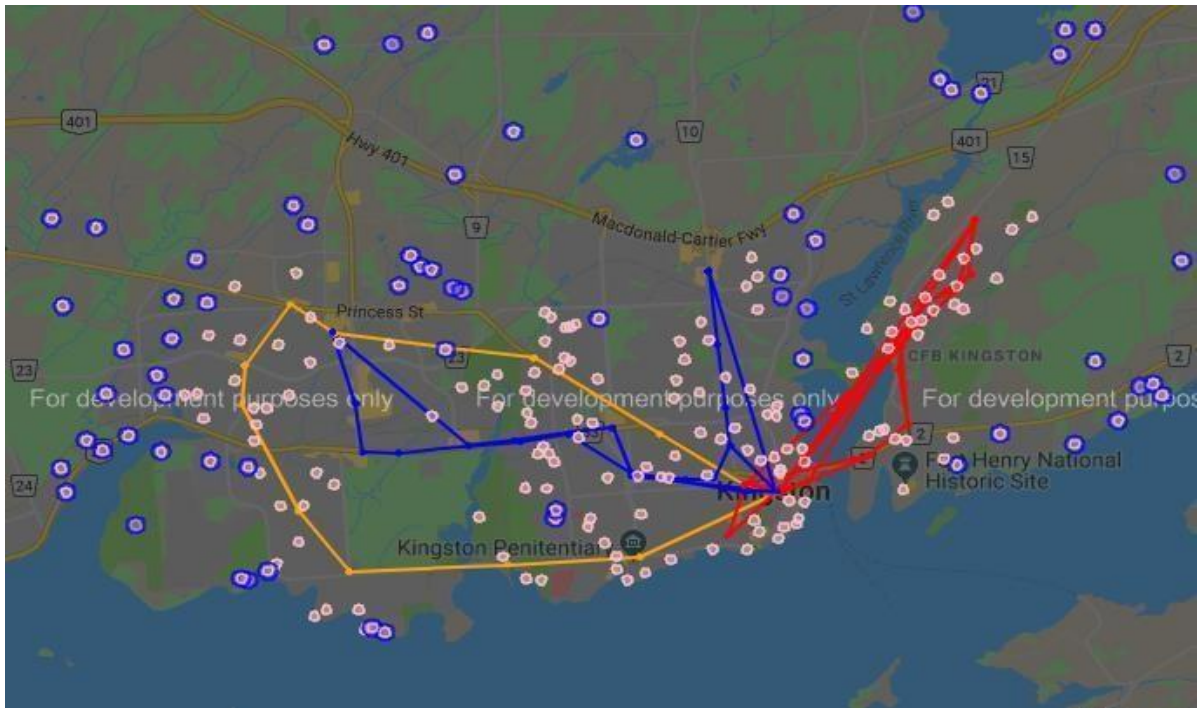 21
401
10
401
15
Hwy 401
St Lawrence River
9
Macdonald-Cartier Fwy
Princess St
23
CFB KINGSTON
2
23
For development purposes only
For development purposes only
For development purposes
2
24
Kingston
Fort Henry National
Historic Site
Kingston Penitentiary